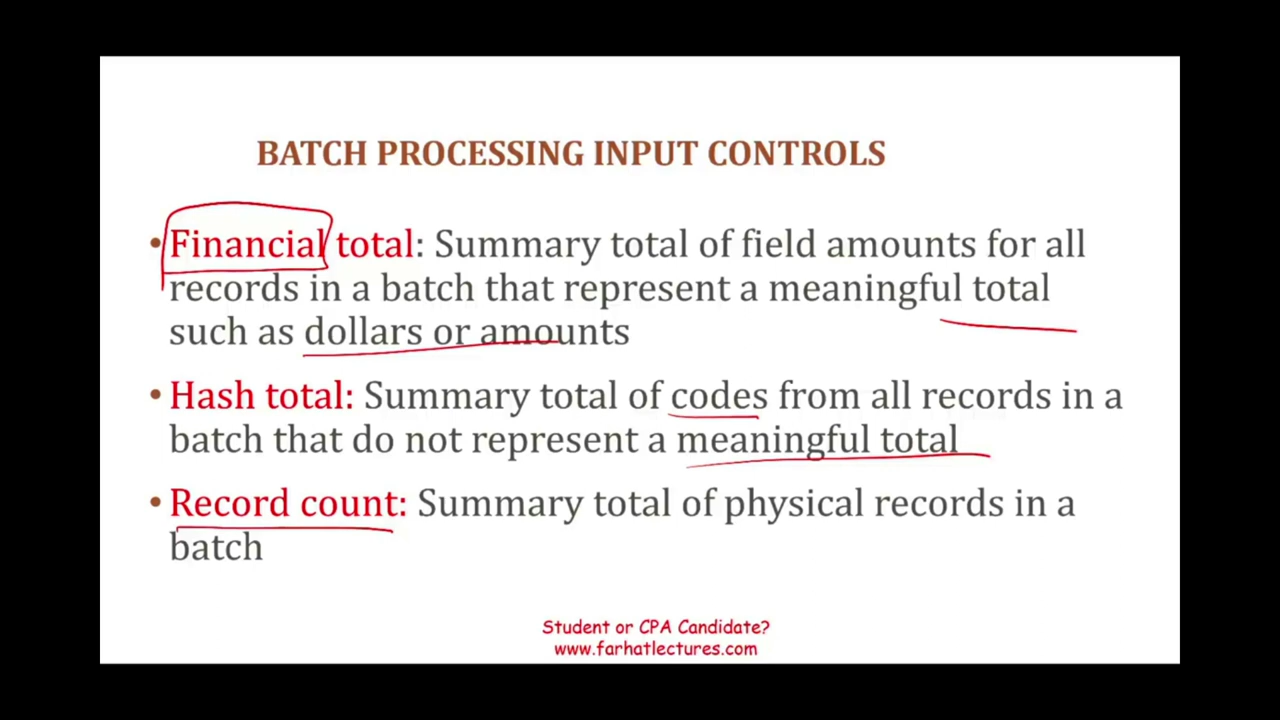 BATCH PROCESSING INPUT CONTROLS
• Financial total: Summary total of field amounts for all
records in a batch that represent a meaningful total
such as dollars or amounts
• Hash total: Summary total of codes from all records in a
batch that do not represent a meaningful total
• Record count: Summary total of physical records in a
batch
Student or CPA Candidate?
www.farhatlectures.com